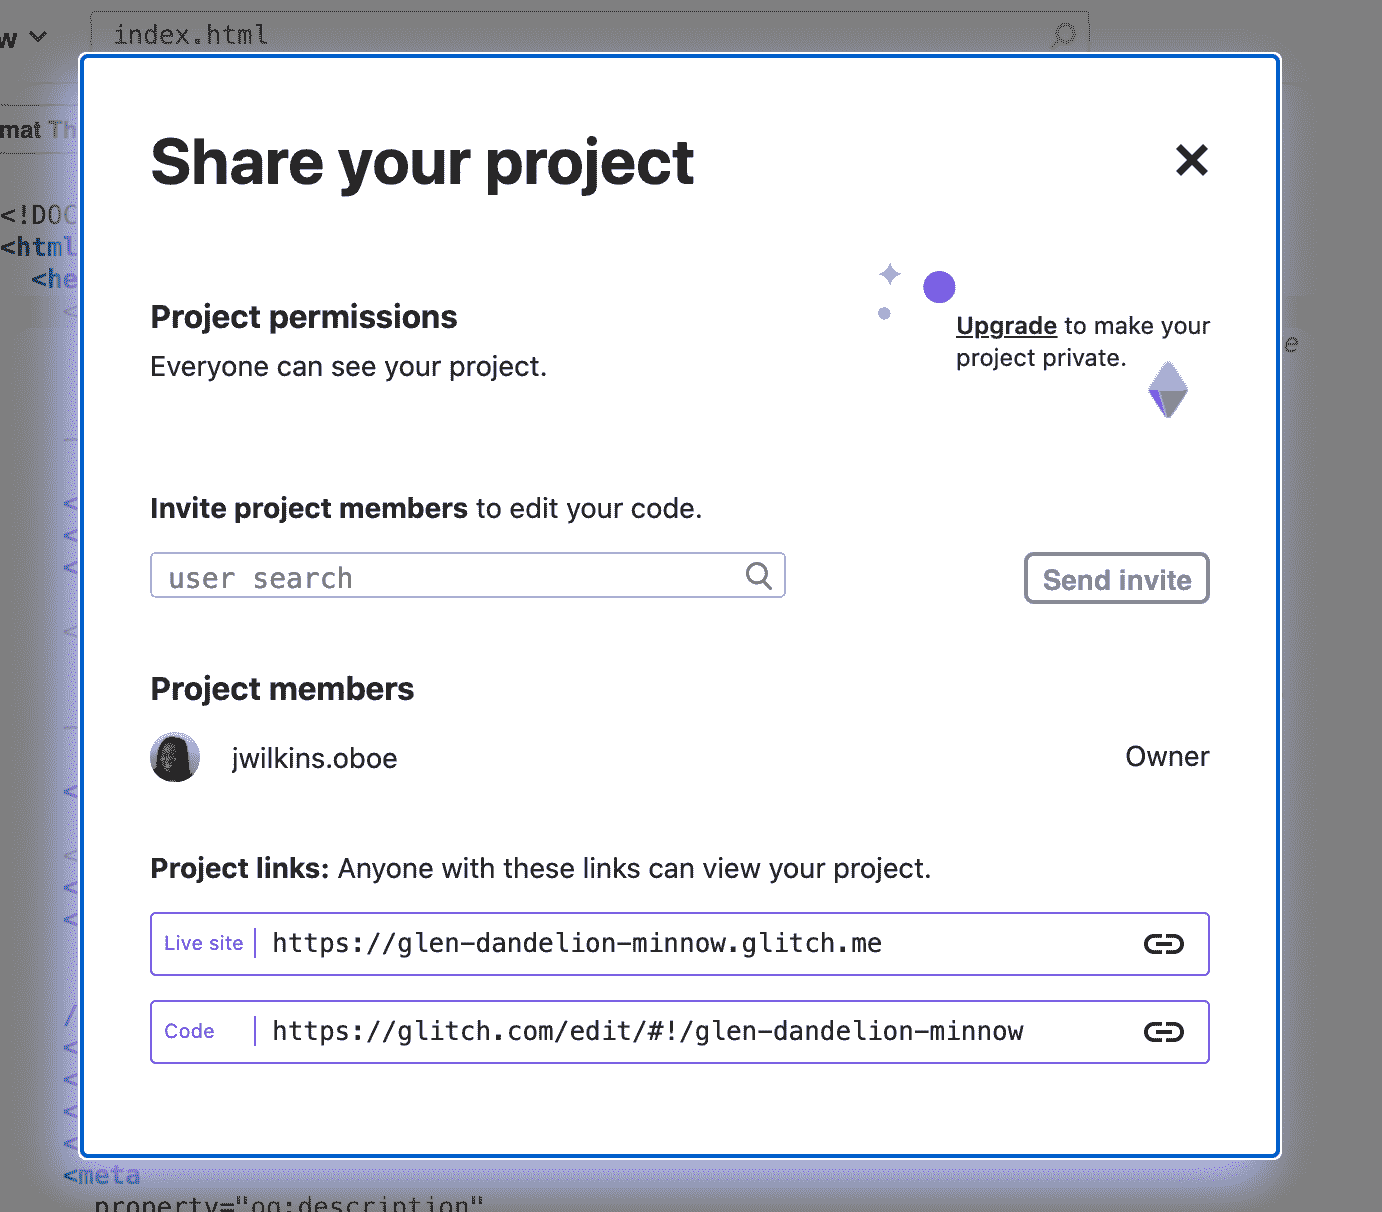 index.html
mat Th
<!DOC
<html
<he
Share your project
Project permissions
Everyone can see your project.
Upgrade to make your
project private.
e
Invite project members to edit your code.
user search
Send invite
Project members
jwilkins.oboe
Owner
Project links: Anyone with these links can view your project.
Live site
https://glen-dandelion-minnow.glitch.me
Code
https://glitch.com/edit/#!/glen-dandelion-minnow
<meta
property="og:description"